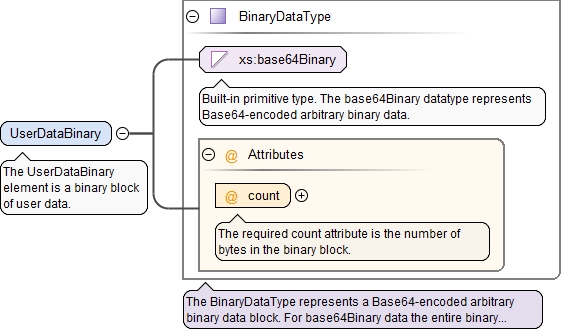 BinaryDataType
xs:base64Binary
Built-in primitive type. The base64Binary datatype represents
Base64-encoded arbitrary binary data.
UserDataBinary
The UserDataBinary
element is a binary block
of user data.
@ Attributes
@ count
The required count attribute is the number of
bytes in the binary block.
The BinaryDataType represents a Base64-encoded arbitrary
binary data block. For base64Binary data the entire binary...